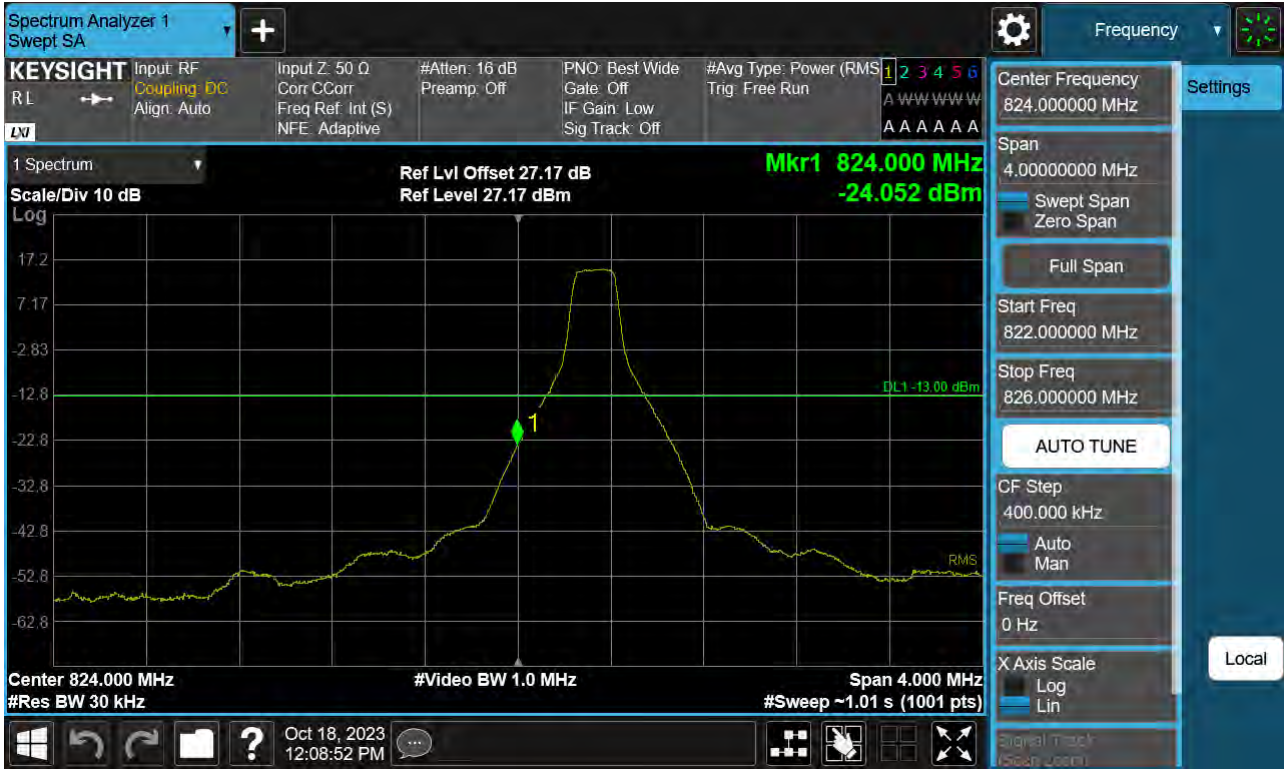 Spectrum Analyzer 1
Swept SA
+
Frequency
KEYSIGHT
R L
LXI
Input: RF
Coupling: DC
Align: Auto
Input Z: 50 Ω
Corr CCorr
Freq Ref: Int (S)
NFE: Adaptive
#Atten: 16 dB
Preamp: Off
PNO: Best Wide
Gate: Off
IF Gain: Low
Sig Track: Off
#Avg Type: Power (RMS
Trig: Free Run
1 2 3 4 5 6
A W W W W W
A A A A A A
1 Spectrum
Scale/Div 10 dB
Log
Ref Lvl Offset 27.17 dB
Ref Level 27.17 dBm
Mkr1 824.000 MHz
-24.052 dBm
17.2
7.17
-2.83
-12.8
-22.8
-32.8
-42.8
-52.8
-62.8
DL1 -13.00 dBm
1
RMS
Center 824.000 MHz
#Video BW 1.0 MHz
Span 4.000 MHz
#Res BW 30 kHz
#Sweep ~1.01 s (1001 pts)
Center Frequency
824.000000 MHz
Settings
Span
4.00000000 MHz
Swept Span
Zero Span
Full Span
Start Freq
822.000000 MHz
Stop Freq
826.000000 MHz
AUTO TUNE
CF Step
400.000 kHz
Auto
Man
Freq Offset
0 Hz
X Axis Scale
Log
Lin
Local
Signal Track
(Span Zoom)
?
Oct 18, 2023
12:08:52 PM